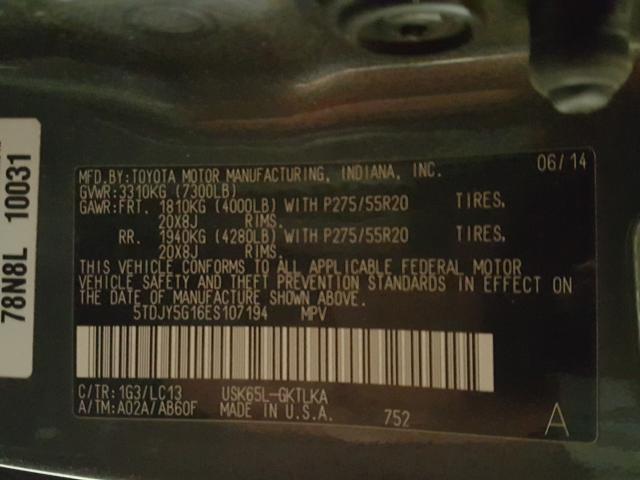 78N8L 10031
MFD.BY:TOYOTA MOTOR MANUFACTURING, INDIANA, INC. 06/14
GVWR:3310KG (7300LB)
GAWR:FRT. 1810KG (4000LB) WITH P275/55R20 TIRES,
20X8J RIMS.
RR. 1940KG (4280LB) WITH P275/55R20 TIRES,
20X8J RIMS.
THIS VEHICLE CONFORMS TO ALL APPLICABLE FEDERAL MOTOR
VEHICLE SAFETY AND THEFT PREVENTION STANDARDS IN EFFECT ON
THE DATE OF MANUFACTURE SHOWN ABOVE.
5TDJY5G16ES107194 MPV
C/TR:1G3/LC13 USK65L-GKTLKA
A/TM:A02A/AB60F MADE IN U.S.A. 752 A